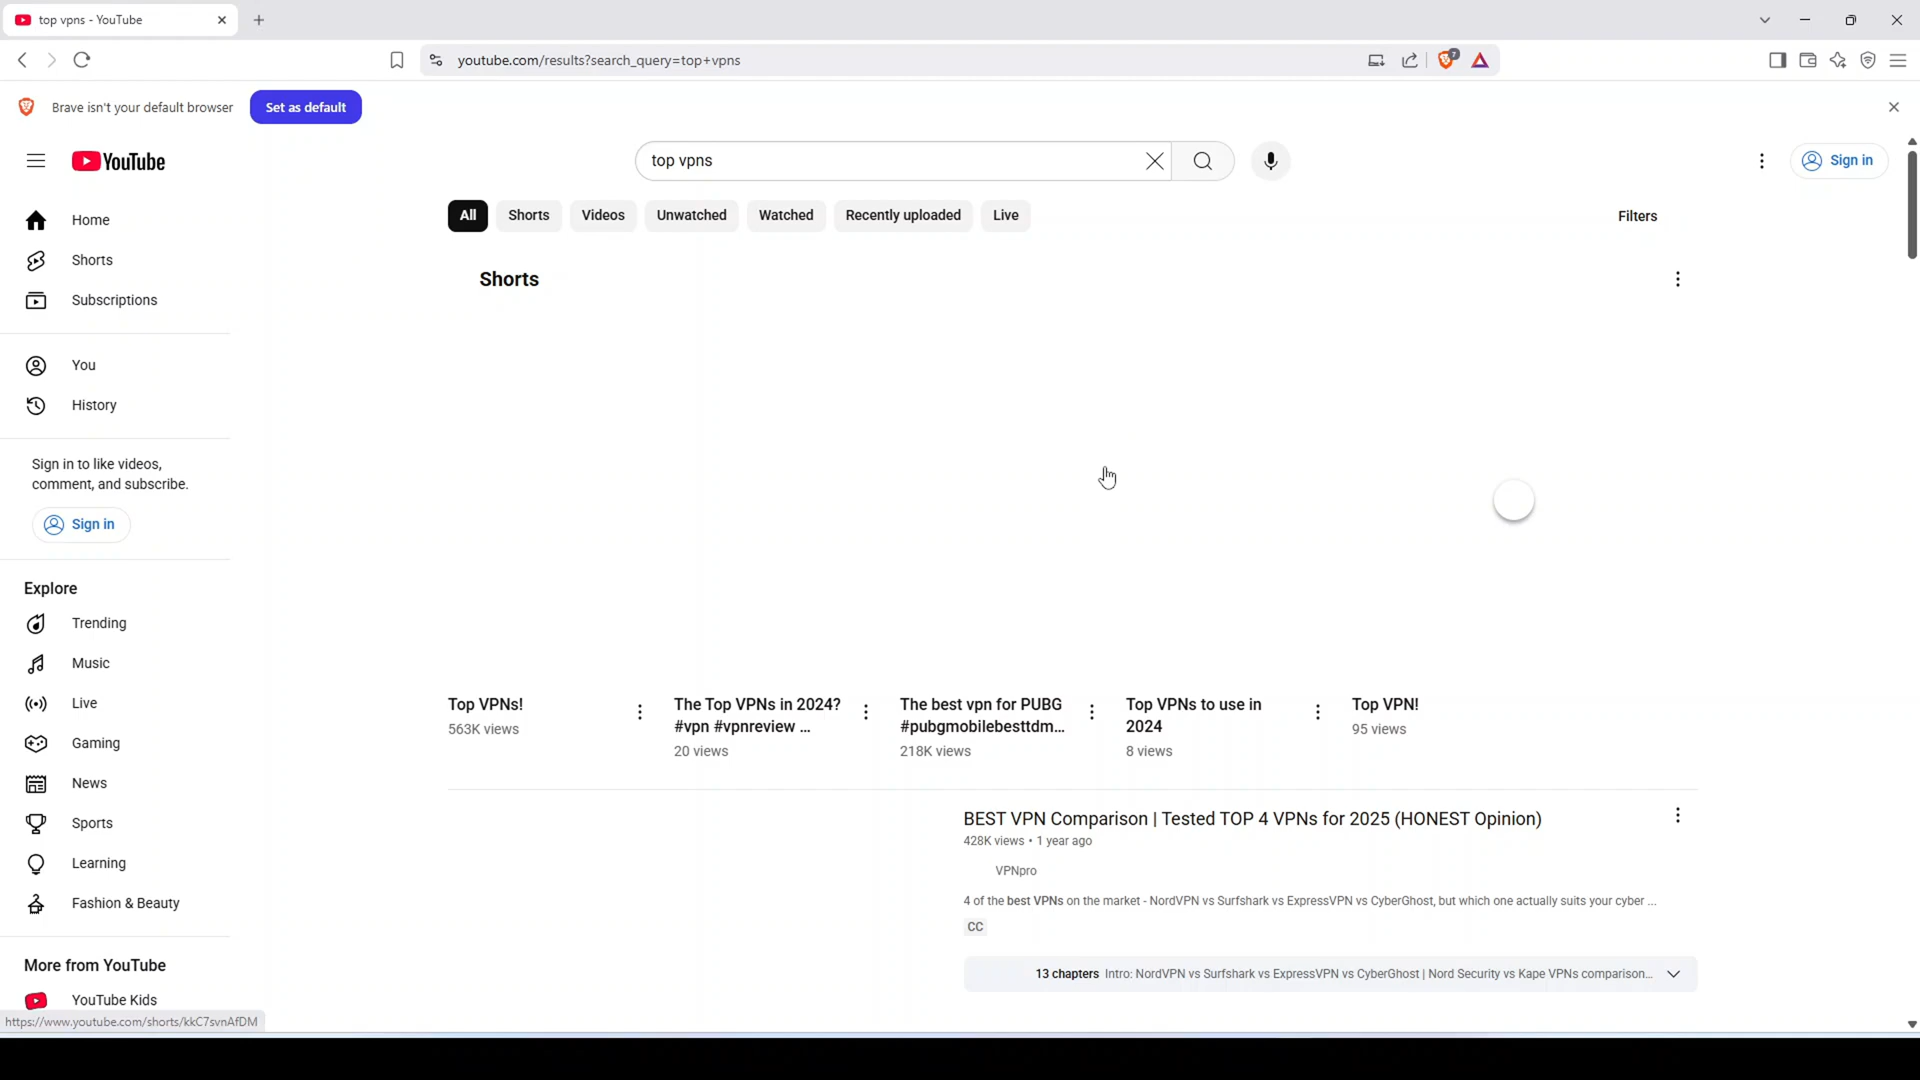 top vpns - YouTube
youtube.com/results?search_query=top+vpns
7
Brave isn't your default browser
Set as default
YouTube
top vpns
Sign in
All
Shorts
Videos
Unwatched
Watched
Recently uploaded
Live
Filters
Home
Shorts
Subscriptions
You
History
Sign in to like videos,
comment, and subscribe.
Sign in
Explore
Trending
Music
Live
Gaming
News
Sports
Learning
Fashion & Beauty
More from YouTube
YouTube Kids
https://www.youtube.com/shorts/kkC7svnAfDM
Shorts
Top VPNs!
563K views
The Top VPNs in 2024?
#vpn #vpnreview ...
20 views
The best vpn for PUBG
#pubgmobilebesttdm...
218K views
Top VPNs to use in
2024
8 views
Top VPN!
95 views
BEST VPN Comparison | Tested TOP 4 VPNs for 2025 (HONEST Opinion)
428K views • 1 year ago
VPNpro
4 of the best VPNs on the market - NordVPN vs Surfshark vs ExpressVPN vs CyberGhost, but which one actually suits your cyber ...
CC
13 chapters Intro: NordVPN vs Surfshark vs ExpressVPN vs CyberGhost | Nord Security vs Kape VPNs comparison...